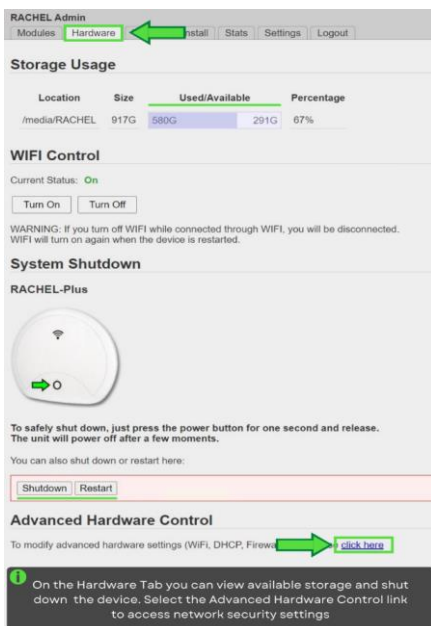 RACHEL Admin
Modules Hardware nstall Stats Settings Logout
Storage Usage
Location Size Used/Available Percentage
/media/RACHEL 917G 580G 291G 67%
WIFI Control
Current Status: On
Turn On Turn Off
WARNING: If you turn off WIFI while connected through WIFI, you will be disconnected.
WIFI will turn on again when the device is restarted.
System Shutdown
RACHEL-Plus
To safely shut down, just press the power button for one second and release.
The unit will power off after a few moments.
You can also shut down or restart here:
Shutdown Restart
Advanced Hardware Control
To modify advanced hardware settings (WiFi, DHCP, Firewa click here
On the Hardware Tab you can view available storage and shut
down the device. Select the Advanced Hardware Control link
to access network security settings